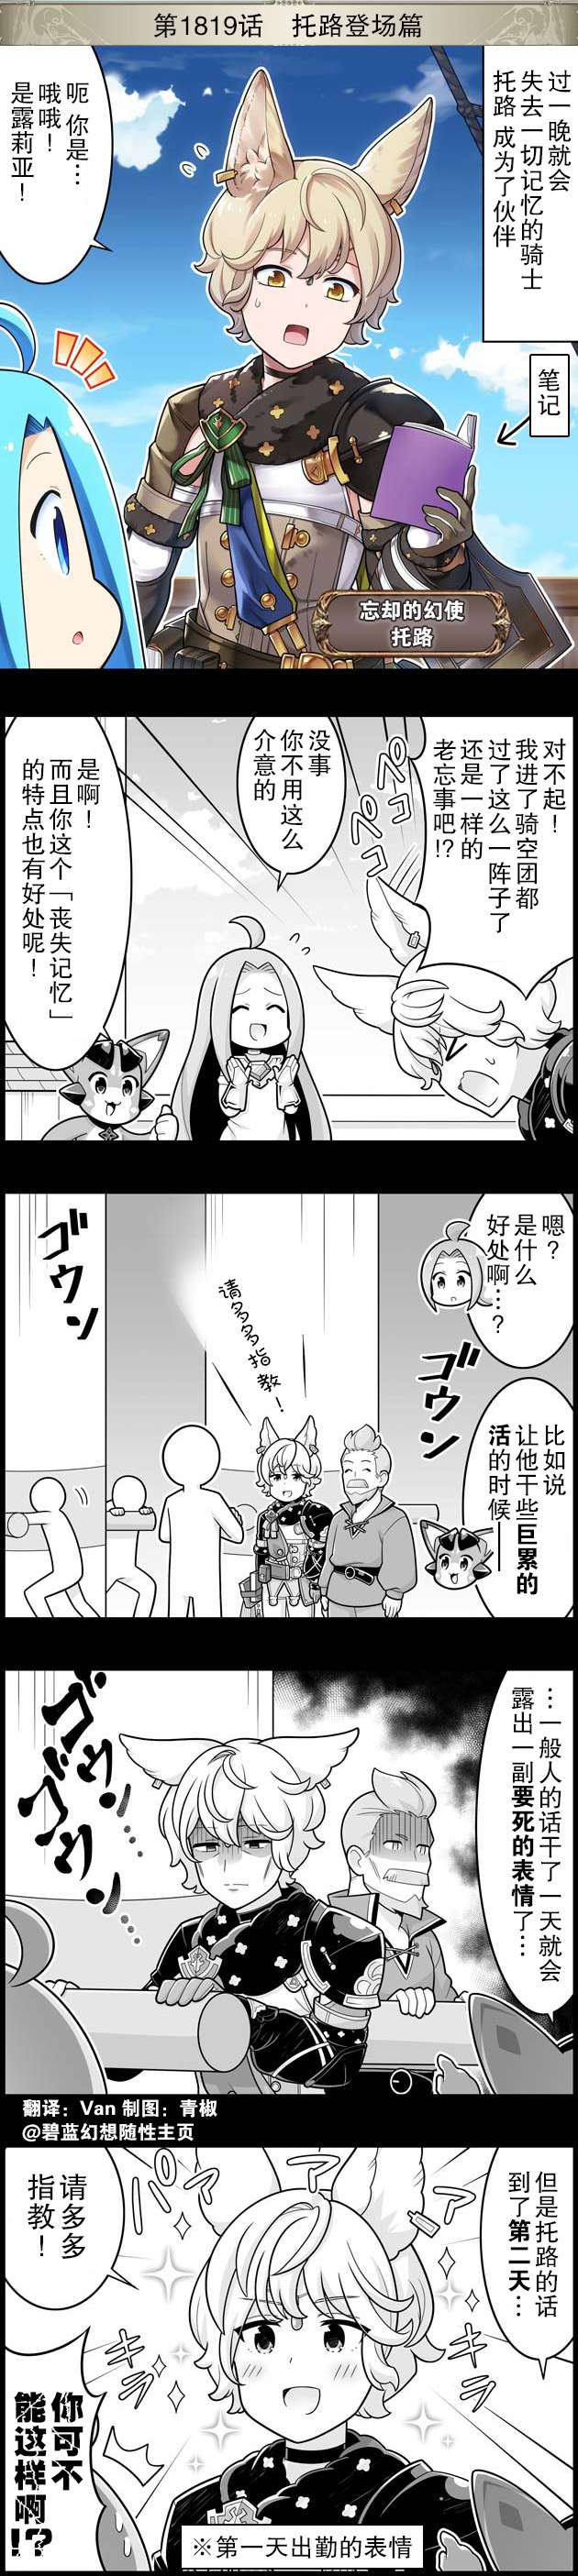 第1819话 托路登场篇
过一晚就会
失去一切记忆的骑士
托路 成为了伙伴
呃 你是…
哦哦！
是露莉亚！
笔记
忘却的幻使
托路
对不起！
我进了骑空团都
过了这么一阵子了
还是一样的
老忘事吧!?
ペコペコ
没事
你不用这么
介意的
是啊！
而且你这个「丧失记忆」
的特点也有好处呢！
嗯？
是什么
好处啊…？
ゴウン
请多多指教！
ゴウン
比如说
让他干些巨累的
活的时候——
…一般人的话干了一天就会
露出一副要死的表情了…
ゴウン…
ゴウン…
翻译：Van 制图：青椒
@碧蓝幻想随性主页
但是托路的话
到了第二天…
パアアア
请多多
指教！
キラ
キラ
你可不
能这样啊!?
※第一天出勤的表情